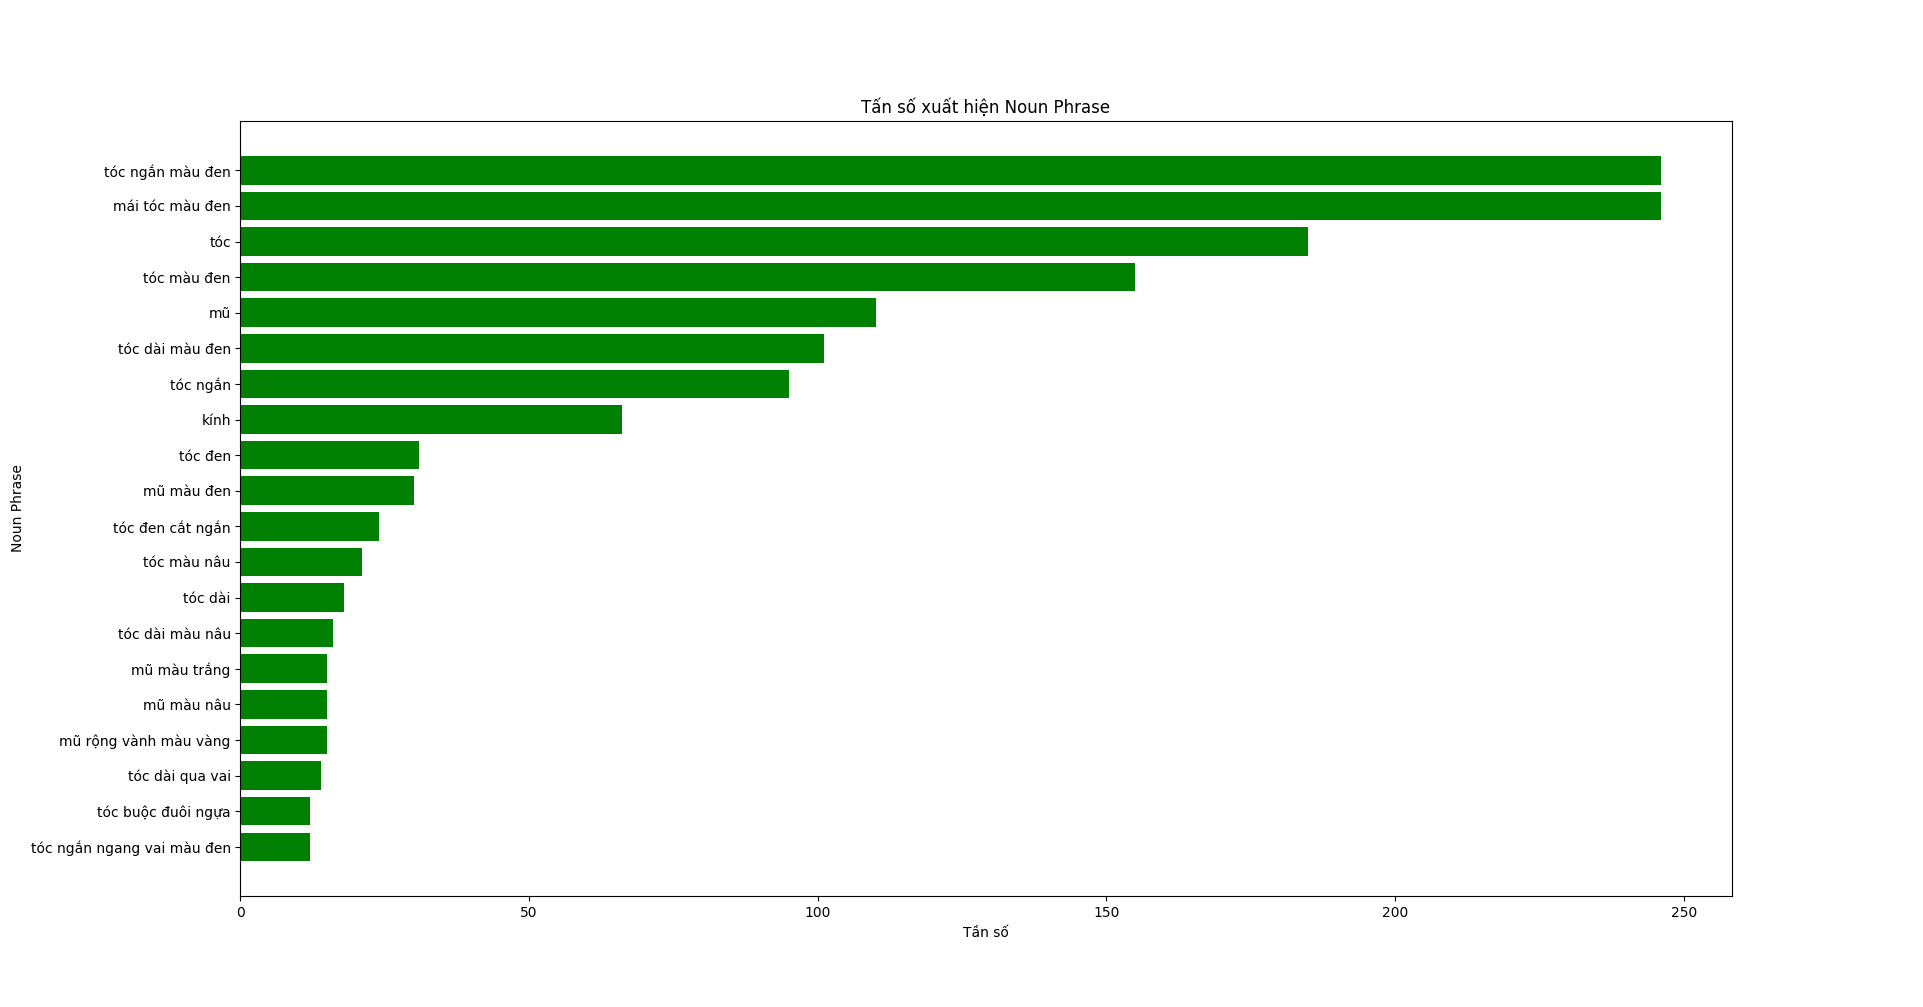 Tấn số xuất hiện Noun Phrase
tóc ngắn màu đen
mái tóc màu đen
tóc
tóc màu đen
mũ
tóc dài màu đen
tóc ngắn
kính
tóc đen
mũ màu đen
tóc đen cắt ngắn
tóc màu nâu
tóc dài
tóc dài màu nâu
mũ màu trắng
mũ màu nâu
mũ rộng vành màu vàng
tóc dài qua vai
tóc buộc đuôi ngựa
tóc ngắn ngang vai màu đen
Noun Phrase
0 50 100 150 200 250
Tần số